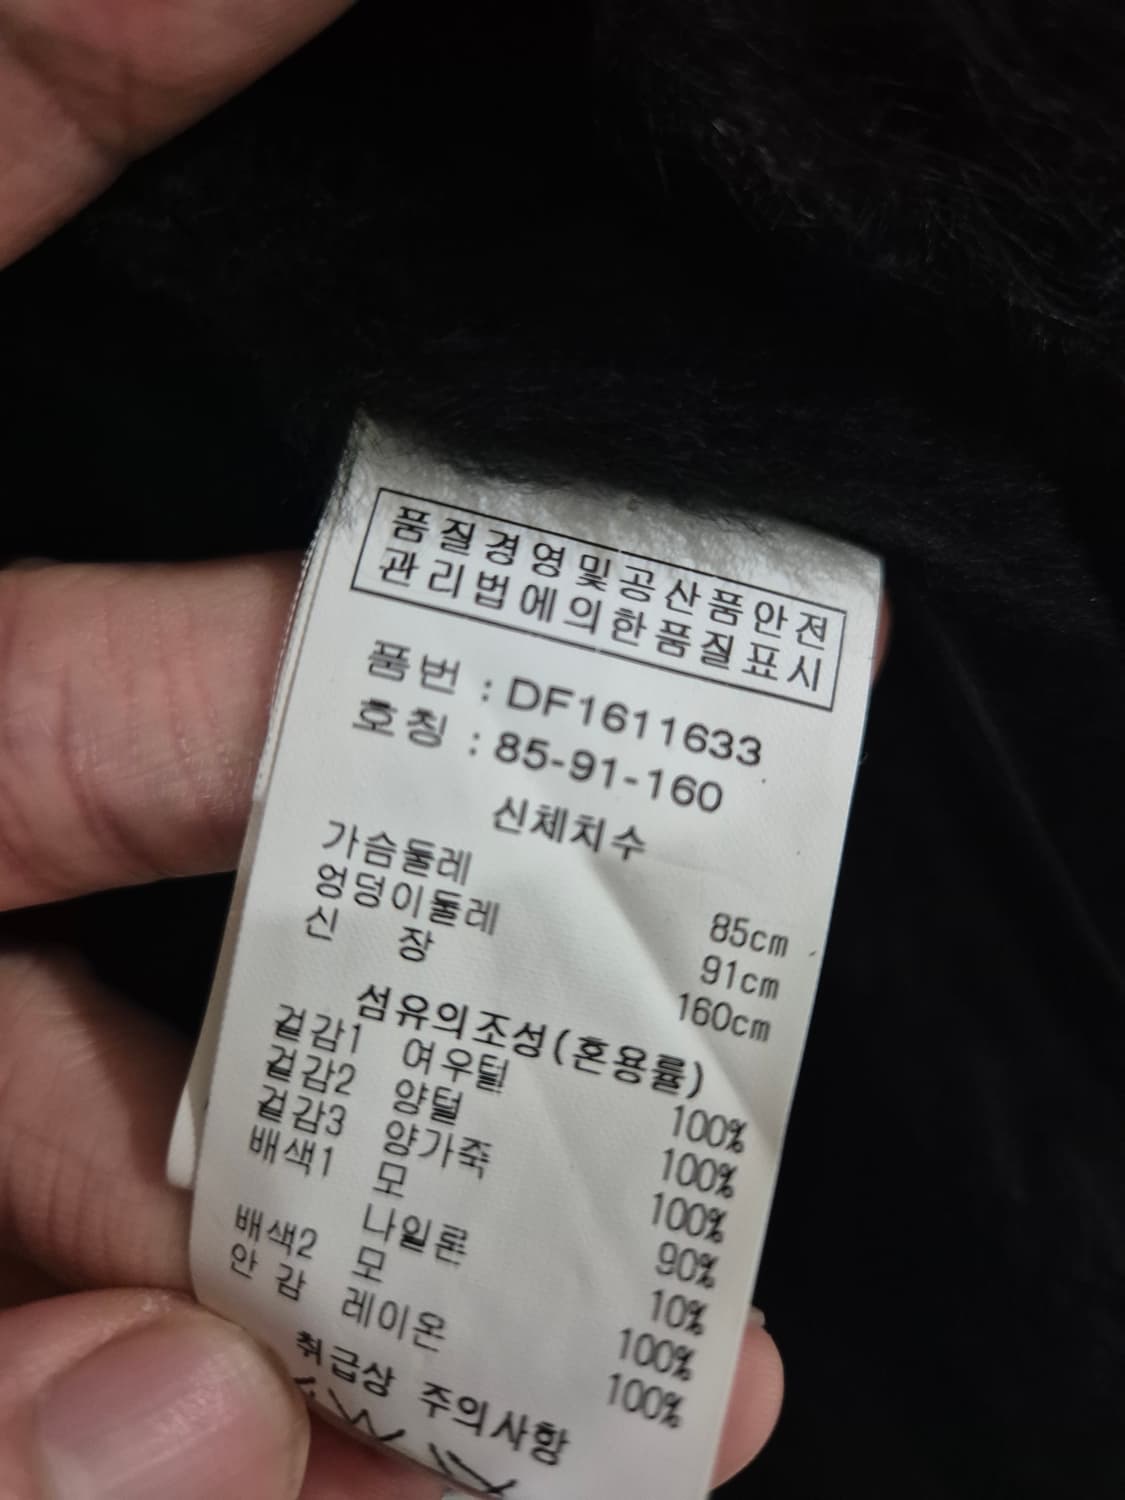 품질경영및공산품안전
관리법에의한품질표시
품번 : DF1611633
호칭 : 85-91-160
신체치수
가슴둘레 85cm
엉덩이둘레 91cm
신 장 160cm
섬유의조성(혼용률)
겉감1 여우털 100%
겉감2 양털 100%
겉감3 양가죽 100%
배색1 모 90%
나일론 10%
배색2 모 100%
안 감 레이온 100%
취급상 주의사항